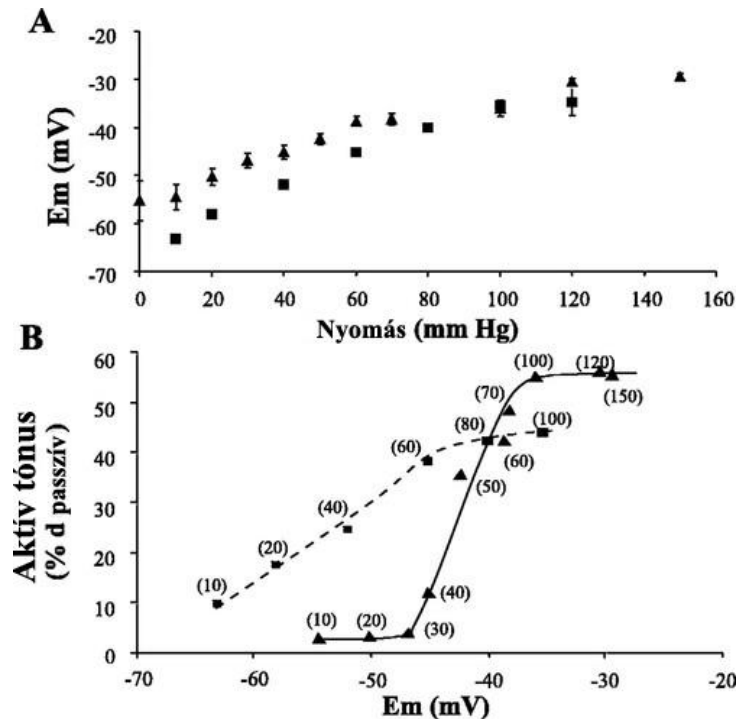 A
-20
-30
-40
-50
-60
-70
Em (mV)
0 20 40 60 80 100 120 140 160
Nyomás (mm Hg)
B
60
50
40
30
20
10
0
Aktív tónus
(% d passzív)
(100) (120) (150)
(70)
(80) (100)
(60) (60)
(50)
(40)
(20)
(10)
(40)
(10) (20) (30)
-70 -60 -50 -40 -30 -20
Em (mV)